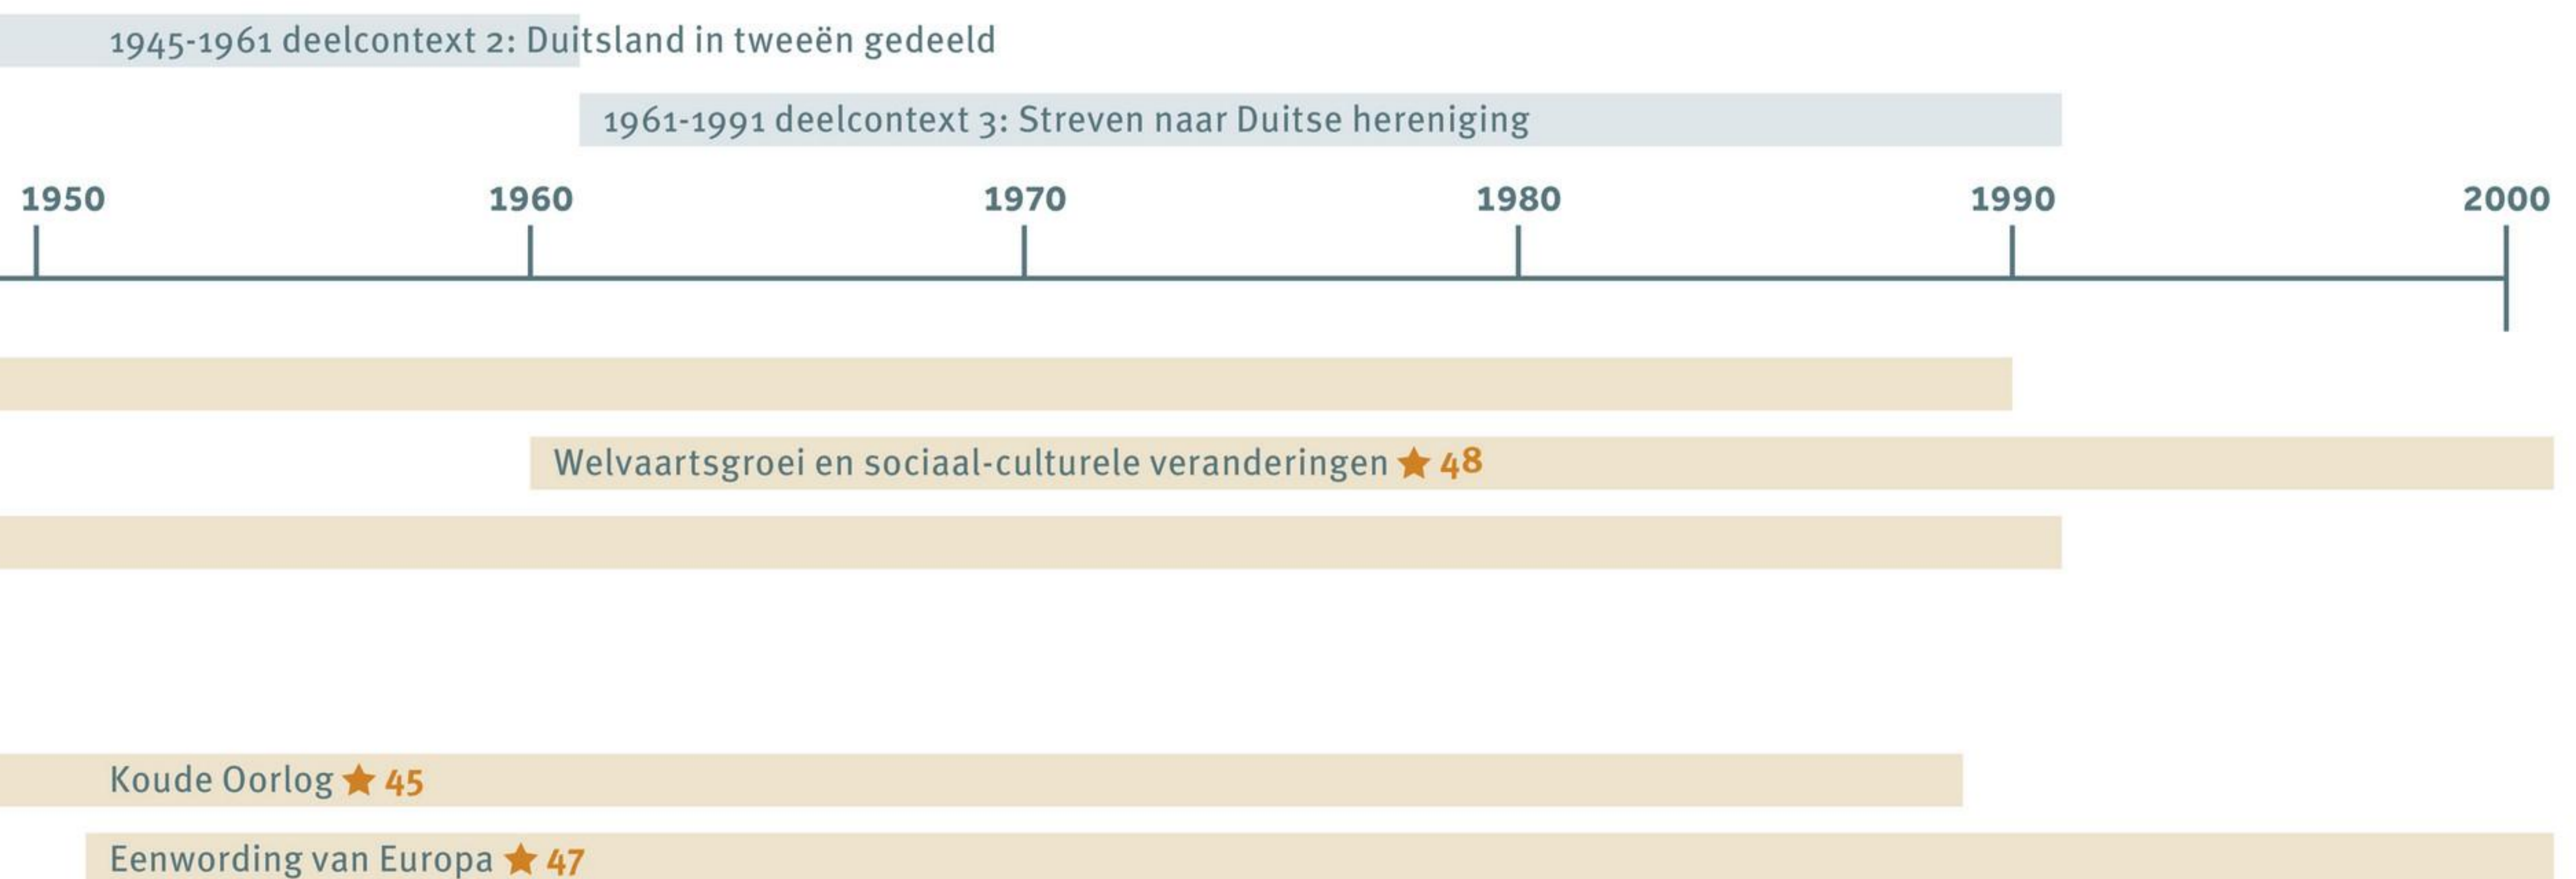 1945-1961 deelcontext 2: Duitsland in tweeën gedeeld
1961-1991 deelcontext 3: Streven naar Duitse hereniging
1950 1960 1970 1980 1990 2000
Welvaartsgroei en sociaal-culturele veranderingen ★ 48
Koude Oorlog ★ 45
Eenwording van Europa ★ 47